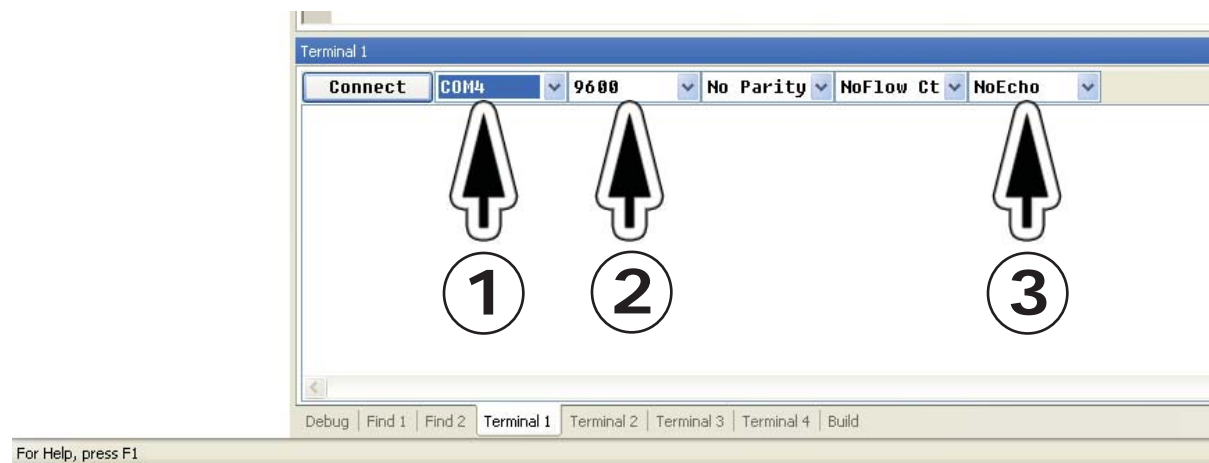 Terminal 1
Connect COM4 9600 No Parity NoFlow Ct NoEcho
1 2 3
Debug Find 1 Find 2 Terminal 1 Terminal 2 Terminal 3 Terminal 4 Build
For Help, press F1